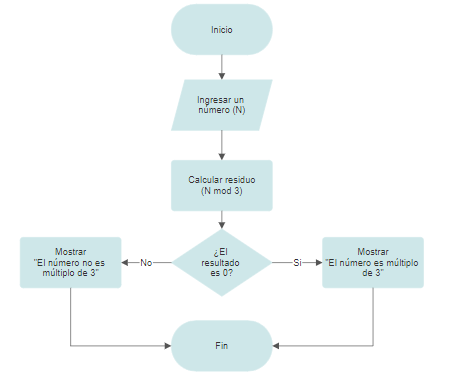 Inicio
Ingresar un
número (N)
Calcular residuo
(N mod 3)
¿El
resultado
es 0?
No
Si
Mostrar
"El número no es
múltiplo de 3"
Mostrar
"El número es múltiplo
de 3"
Fin